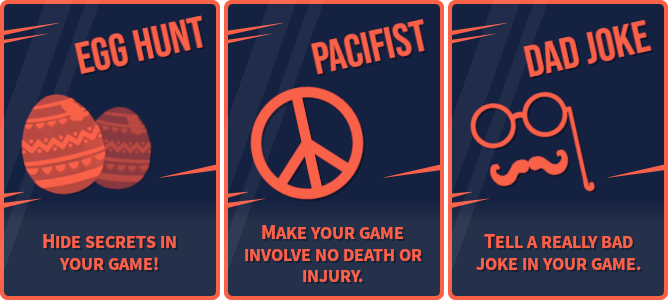 EGG HUNT
HIDE SECRETS IN
YOUR GAME!
PACIFIST
MAKE YOUR GAME
INVOLVE NO DEATH OR
INJURY.
DAD JOKE
TELL A REALLY BAD
JOKE IN YOUR GAME.